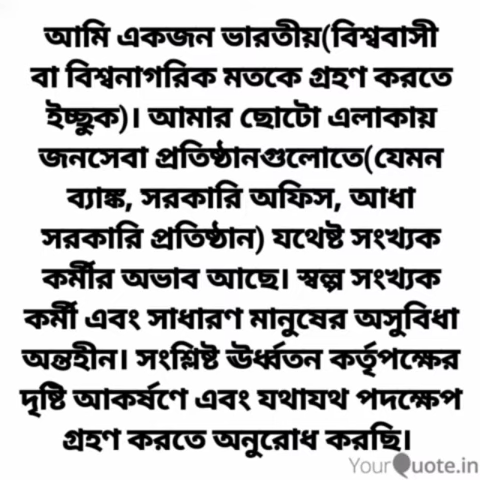 আমি একজন ভারতীয়(বিশ্ববাসী
বা বিশ্বনাগরিক মতকে গ্রহণ করতে
ইচ্ছুক)। আমার ছোটো এলাকায়
জনসেবা প্রতিষ্ঠানগুলোতে(যেমন
ব্যাঙ্ক, সরকারি অফিস, আধা
সরকারি প্রতিষ্ঠান) যথেষ্ট সংখ্যক
কর্মীর অভাব আছে। স্বল্প সংখ্যক
কর্মী এবং সাধারণ মানুষের অসুবিধা
অন্তহীন। সংশ্লিষ্ট ঊর্ধ্বতন কর্তৃপক্ষের
দৃষ্টি আকর্ষণে এবং যথাযথ পদক্ষেপ
গ্রহণ করতে অনুরোধ করছি।
YourQuote.in